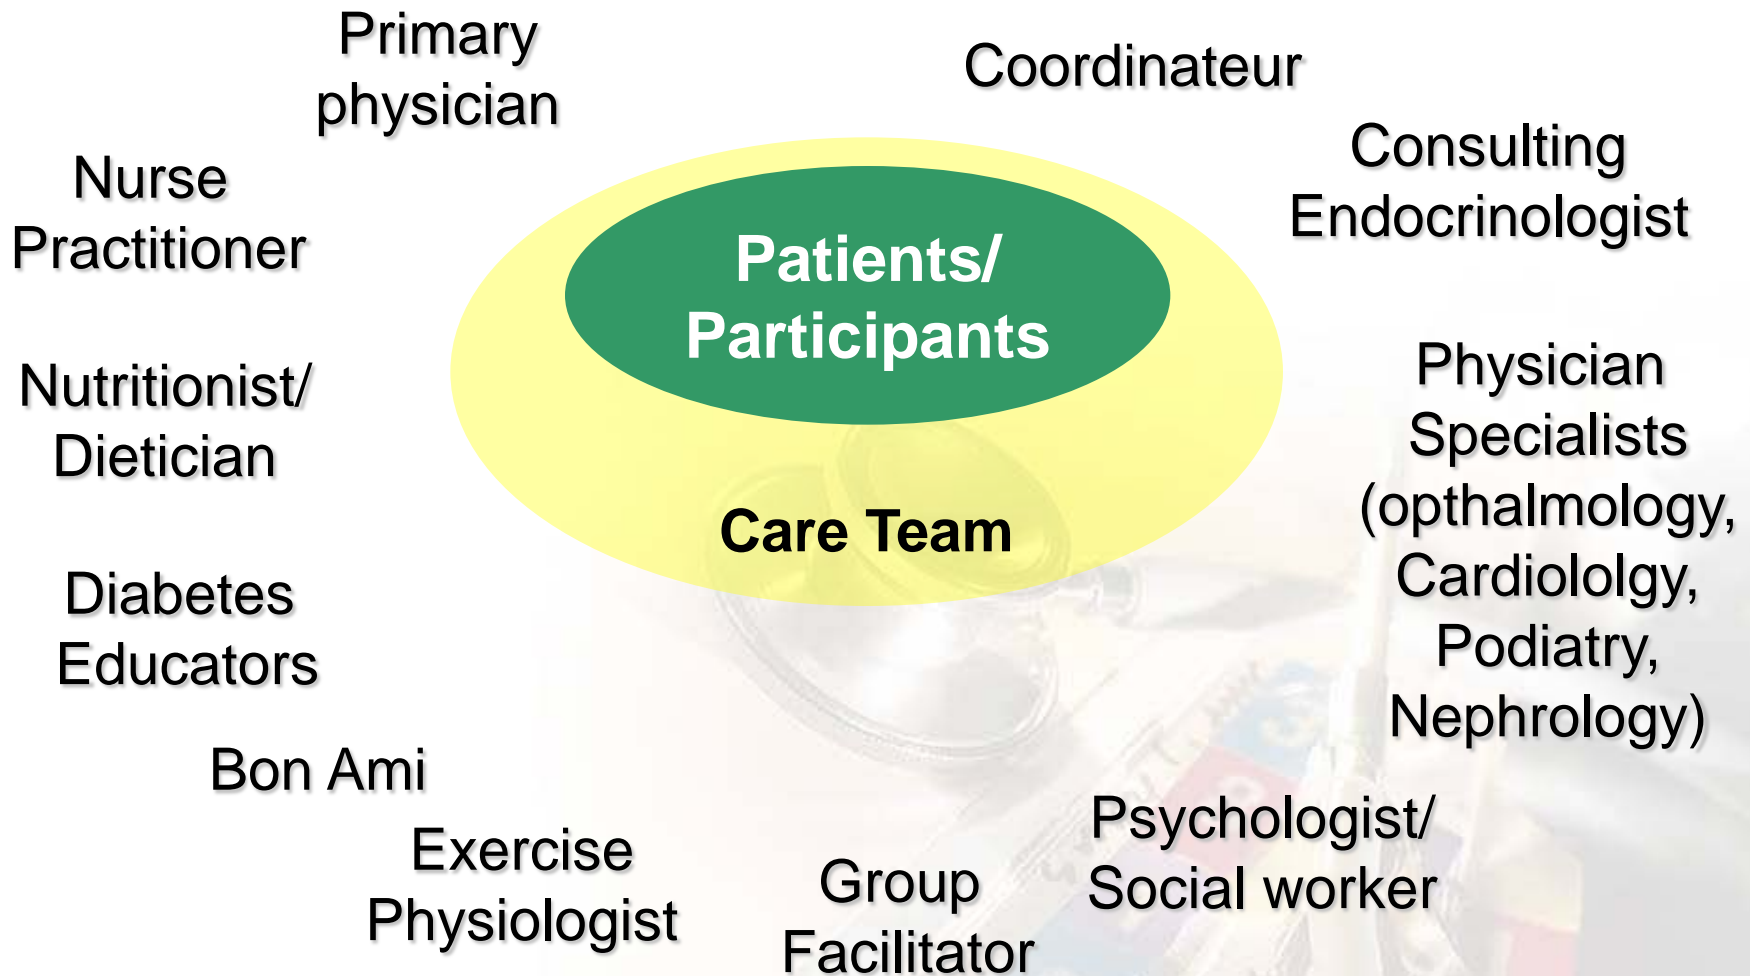 Primary
physician
Coordinateur
Consulting
Endocrinologist
Nurse
Practitioner
Patients/
Participants
Nutritionist/
Dietician
Physician
Specialists
(opthalmology,
Cardiololgy,
Podiatry,
Nephrology)
Care Team
Diabetes
Educators
Bon Ami
Exercise
Physiologist
Group
Facilitator
Psychologist/
Social worker